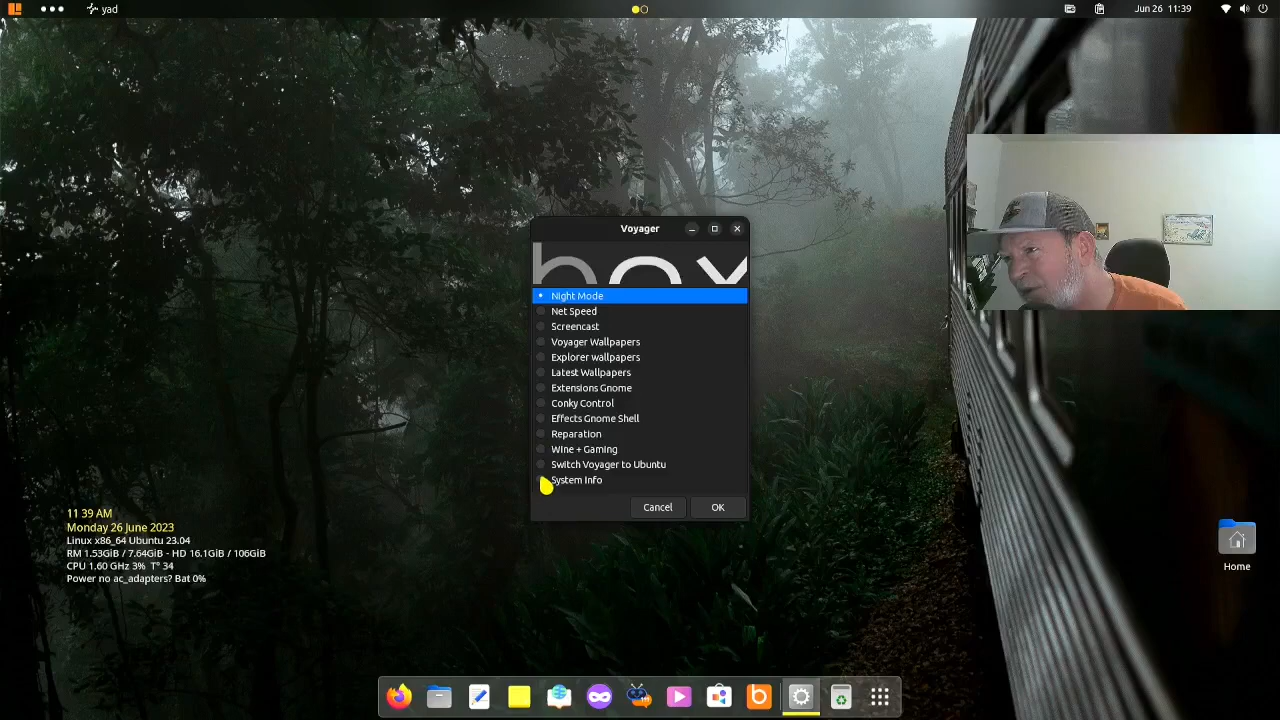 yad
Jun 26 11:39
Voyager
box
Night Mode
Net Speed
Screencast
Voyager Wallpapers
Explorer wallpapers
Latest Wallpapers
Extensions Gnome
Conky Control
Effects Gnome Shell
Reparation
Wine + Gaming
Switch Voyager to Ubuntu
System Info
Cancel
OK
11 39 AM
Monday 26 June 2023
Linux x86_64 Ubuntu 23.04
RM 1.53GiB / 7.64GiB - HD 16.1GiB / 106GiB
CPU 1.60 GHz 3% T° 34
Power no ac_adapters? Bat 0%
Home
b